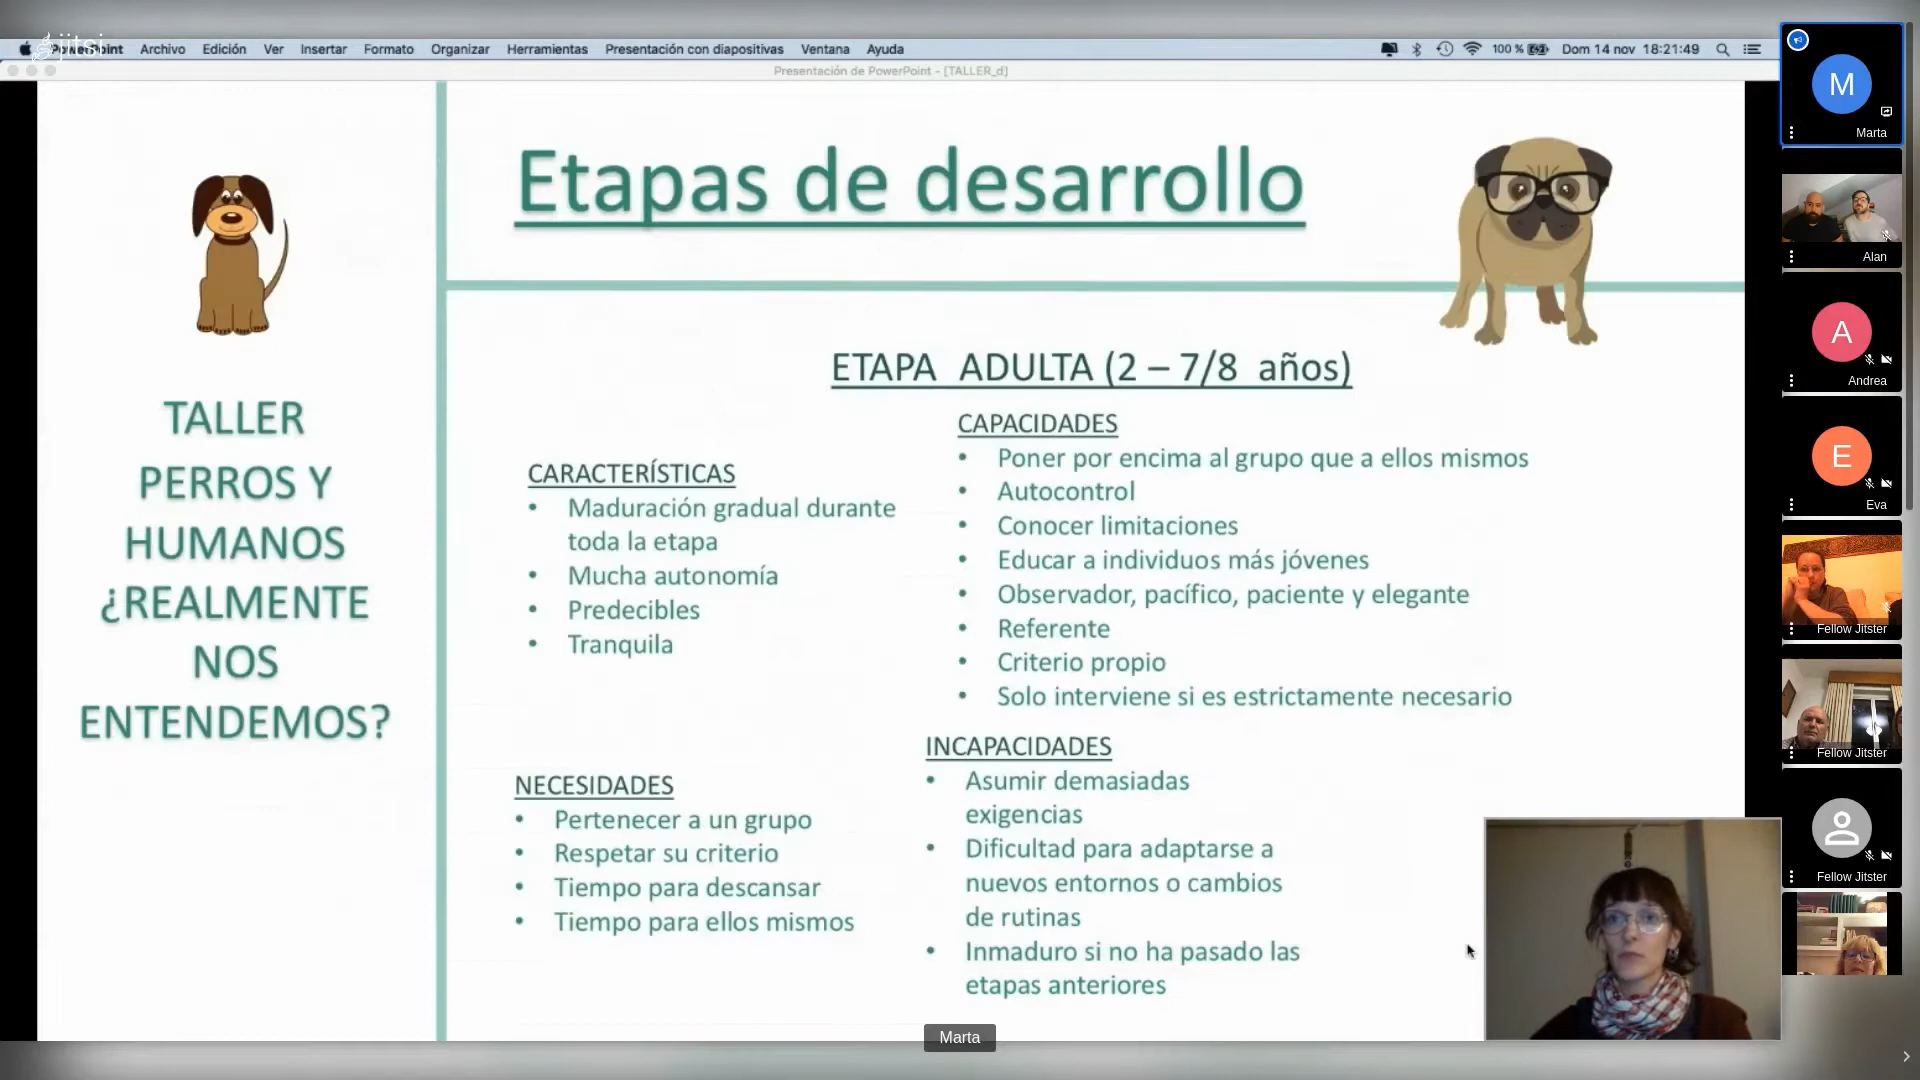 jitsi
PowerPoint Archivo Edición Ver Insertar Formato Organizar Herramientas Presentación con diapositivas Ventana Ayuda 100 % Dom 14 nov 18:21:49
Presentación de PowerPoint - [TALLER_d]
TALLER
PERROS Y
HUMANOS
¿REALMENTE
NOS
ENTENDEMOS?
Etapas de desarrollo
ETAPA ADULTA (2 – 7/8 años)
CARACTERÍSTICAS
• Maduración gradual durante
toda la etapa
• Mucha autonomía
• Predecibles
• Tranquila
CAPACIDADES
• Poner por encima al grupo que a ellos mismos
• Autocontrol
• Conocer limitaciones
• Educar a individuos más jóvenes
• Observador, pacífico, paciente y elegante
• Referente
• Criterio propio
• Solo interviene si es estrictamente necesario
NECESIDADES
• Pertenecer a un grupo
• Respetar su criterio
• Tiempo para descansar
• Tiempo para ellos mismos
INCAPACIDADES
• Asumir demasiadas
exigencias
• Dificultad para adaptarse a
nuevos entornos o cambios
de rutinas
• Inmaduro si no ha pasado las
etapas anteriores
Marta
M
Marta
Alan
A
Andrea
E
Eva
Fellow Jitster
Fellow Jitster
Fellow Jitster